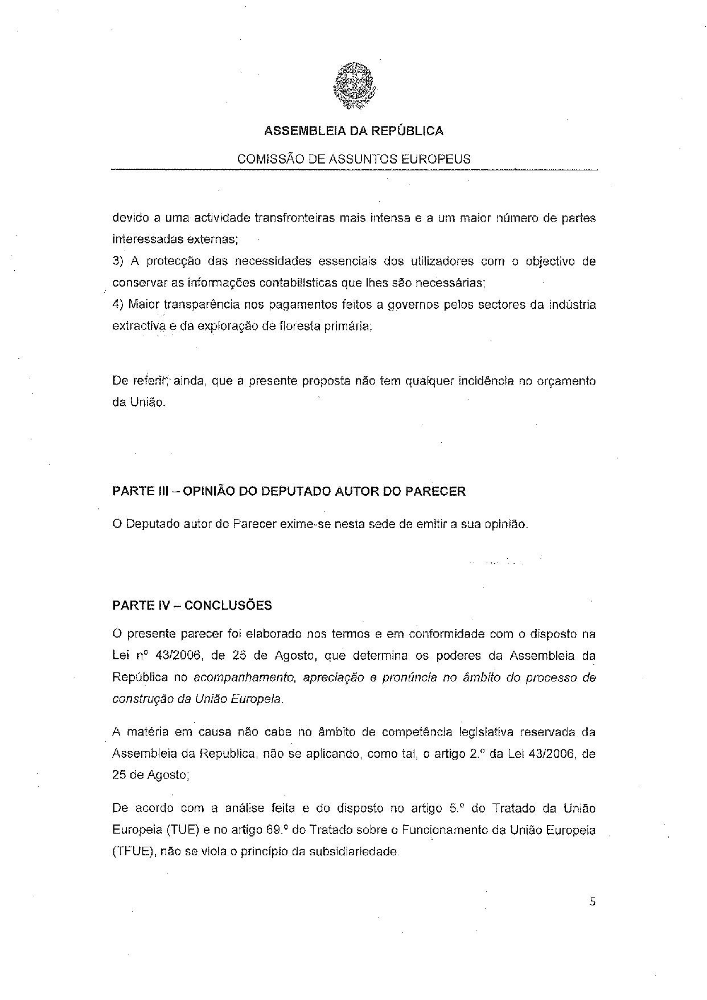 ASSEMBLEIA DA REPÚBLICA
COMISSÃO DE ASSUNTOS EUROPEUS
devido a uma actividade transfronteiras mais intensa e a um maior número de partes
interessadas externas;
3) A protecção das necessidades essenciais dos utilizadores com o objectivo de
conservar as informações contabilísticas que lhes são necessárias;
4) Maior transparência nos pagamentos feitos a governos pelos sectores da indústria
extractiva e da exploração de floresta primária;
De referir, ainda, que a presente proposta não tem qualquer incidência no orçamento
da União.
PARTE III – OPINIÃO DO DEPUTADO AUTOR DO PARECER
O Deputado autor do Parecer exime-se nesta sede de emitir a sua opinião.
PARTE IV – CONCLUSÕES
O presente parecer foi elaborado nos termos e em conformidade com o disposto na
Lei nº 43/2006, de 25 de Agosto, que determina os poderes da Assembleia da
República no acompanhamento, apreciação e pronúncia no âmbito do processo de
construção da União Europeia.
A matéria em causa não cabe no âmbito de competência legislativa reservada da
Assembleia da Republica, não se aplicando, como tal, o artigo 2.º da Lei 43/2006, de
25 de Agosto;
De acordo com a análise feita e do disposto no artigo 5.º do Tratado da União
Europeia (TUE) e no artigo 69.º do Tratado sobre o Funcionamento da União Europeia
(TFUE), não se viola o princípio da subsidiariedade.
5